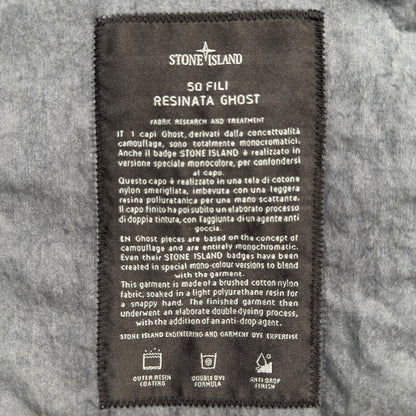 STONE ISLAND
50 FILI
RESINATA GHOST
FABRIC RESEARCH AND TREATMENT
IT I capi Ghost, derivati dalla concettualità
camouflage, sono totalmente monocromatici.
Anche il badge STONE ISLAND è realizzato in
versione speciale monocolore, per confondersi
al capo.
Questo capo è realizzato in una tela di cotone
nylon smerigliata, imbevuta con una leggera
resina poliuretanica per una mano scattante.
Il capo finito ha poi subito un elaborato processo
di doppia tintura, con l'aggiunta di un agente anti
goccia.
EN Ghost pieces are based on the concept of
camouflage and are entirely monochromatic.
Even their STONE ISLAND badges have been
created in special mono-colour versions to blend
with the garment.
This garment is made of a brushed cotton nylon
fabric, soaked in a light polyurethane resin for
a snappy hand. The finished garment then
underwent an elaborate double dyeing process,
with the addition of an anti-drop agent.
STONE ISLAND ENGINEERING AND GARMENT DYE EXPERTISE
OUTER RESIN
COATING
DOUBLE DYE
FORMULA
ANTI DROP
FINISH